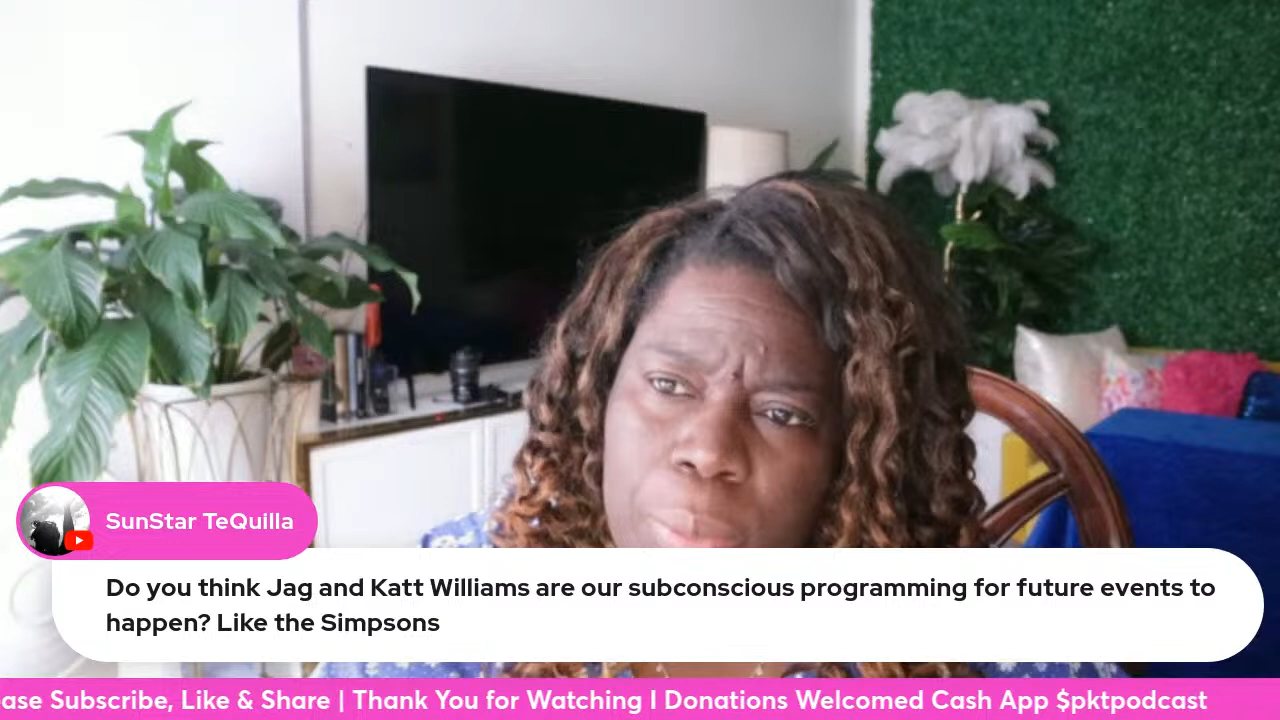 SunStar TeQuilla
Do you think Jag and Katt Williams are our subconscious programming for future events to
happen? Like the Simpsons
ase Subscribe, Like & Share | Thank You for Watching I Donations Welcomed Cash App $pktpodcast